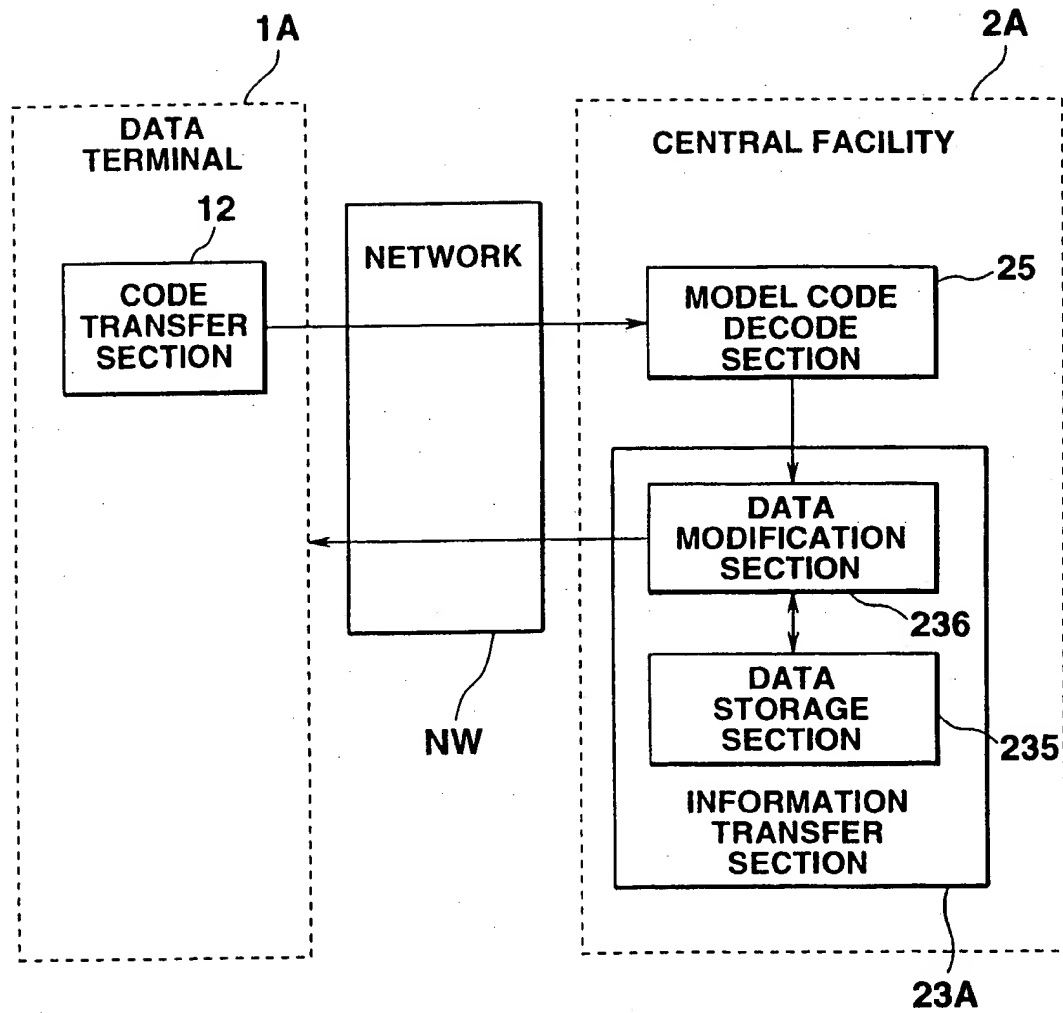 1A
2A
DATA
TERMINAL
CENTRAL FACILITY
12
NETWORK
25
CODE
TRANSFER
SECTION
MODEL CODE
DECODE
SECTION
DATA
MODIFICATION
SECTION
236
DATA
STORAGE
SECTION
NW
235
INFORMATION
TRANSFER
SECTION
23A